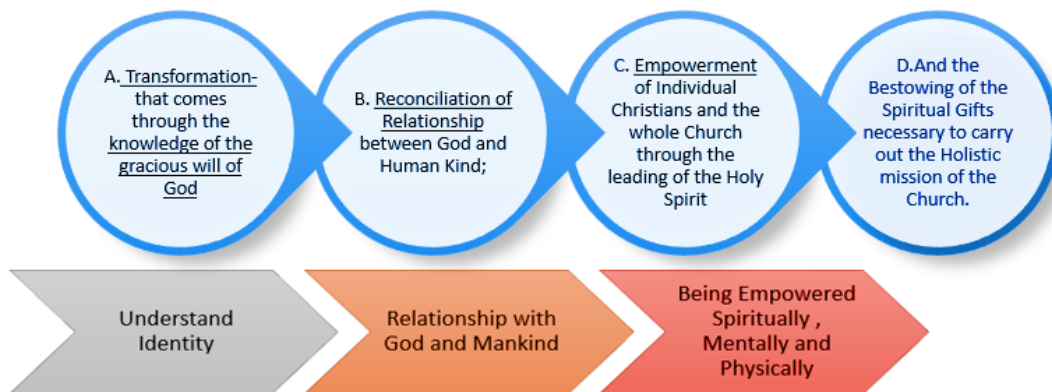 A. Transformation-
that comes
through the
knowledge of the
gracious will of
God
B. Reconciliation of
Relationship
between God and
Human Kind;
C. Empowerment
of Individual
Christians and the
whole Church
through the
leading of the Holy
Spirit
D.And the
Bestowing of the
Spiritual Gifts
necessary to carry
out the Holistic
mission of the
Church.
Understand
Identity
Relationship with
God and Mankind
Being Empowered
Spiritually ,
Mentally and
Physically